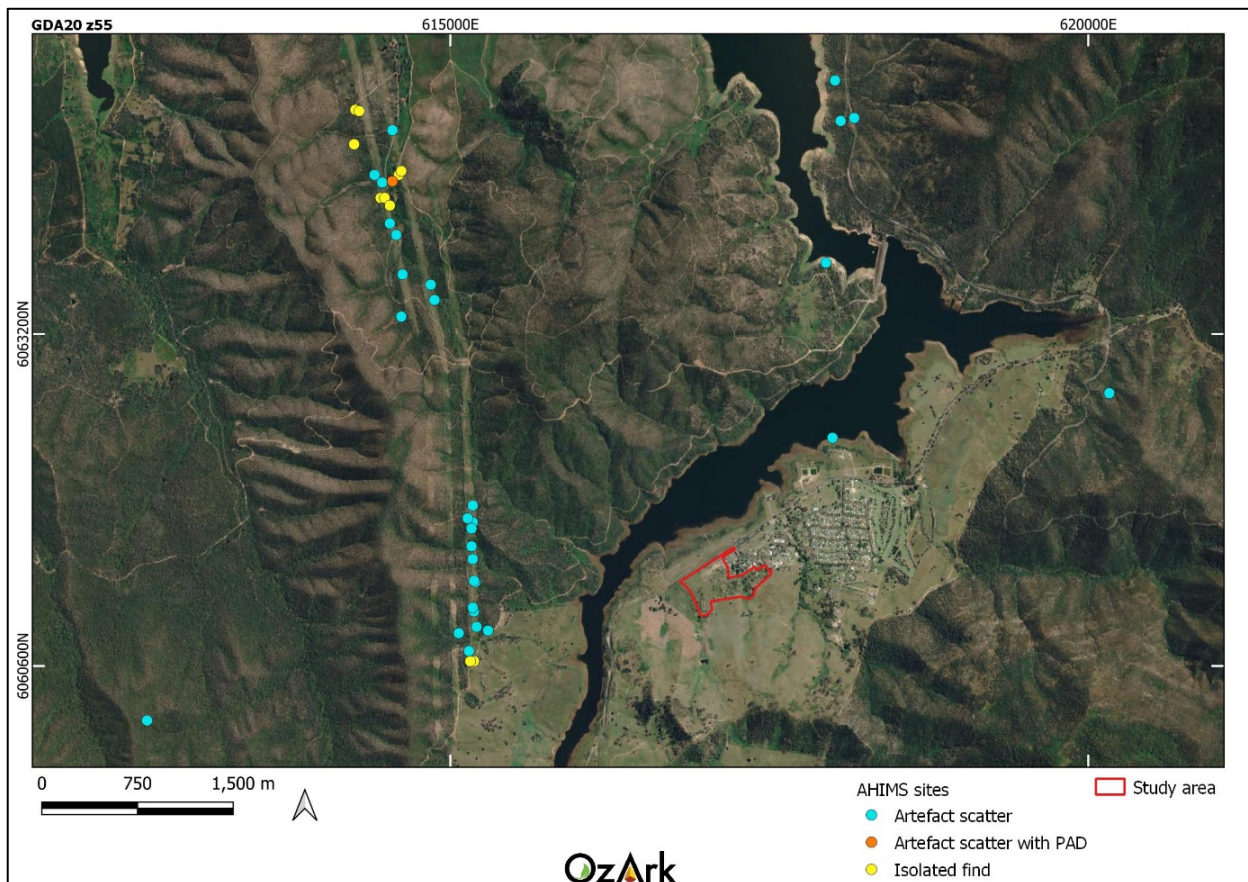 GDA20 z55
615000E
620000E
6063200N
6060600N
0 750 1,500 m
AHIMS sites
Artefact scatter
Artefact scatter with PAD
Isolated find
Study area
OzArk